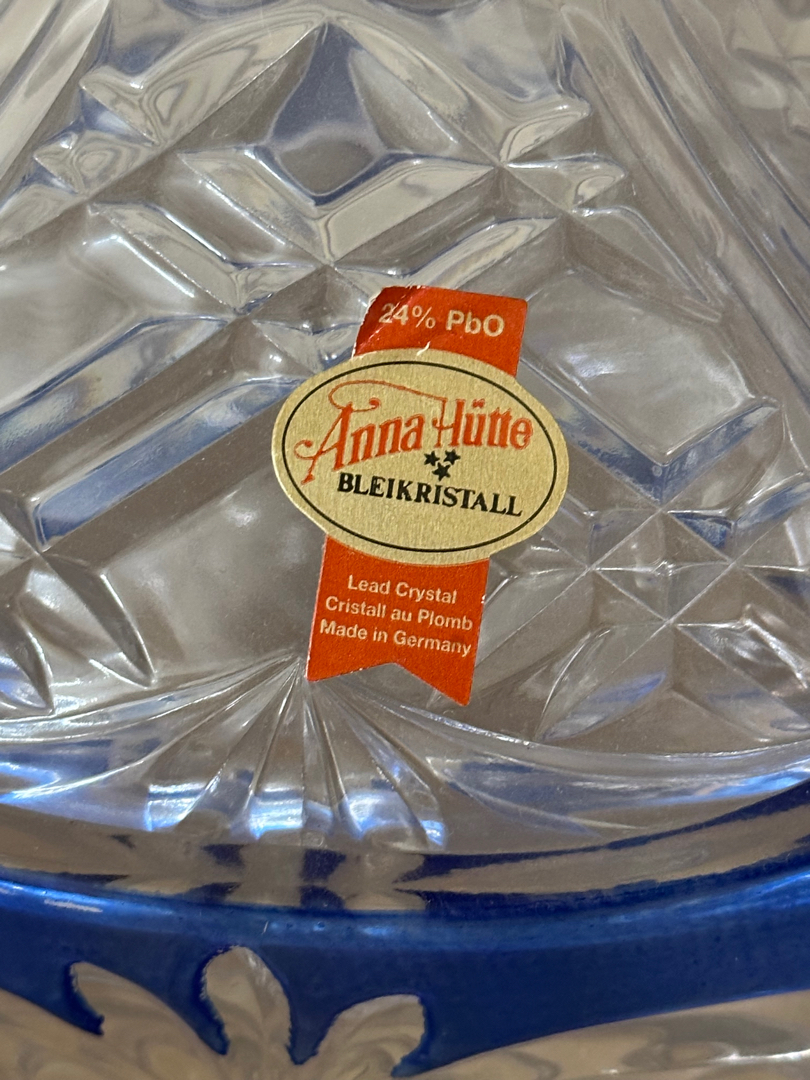 24% PbO
Anna Hütte
BLEIKRISTALL
Lead Crystal
Cristall au Plomb
Made in Germany